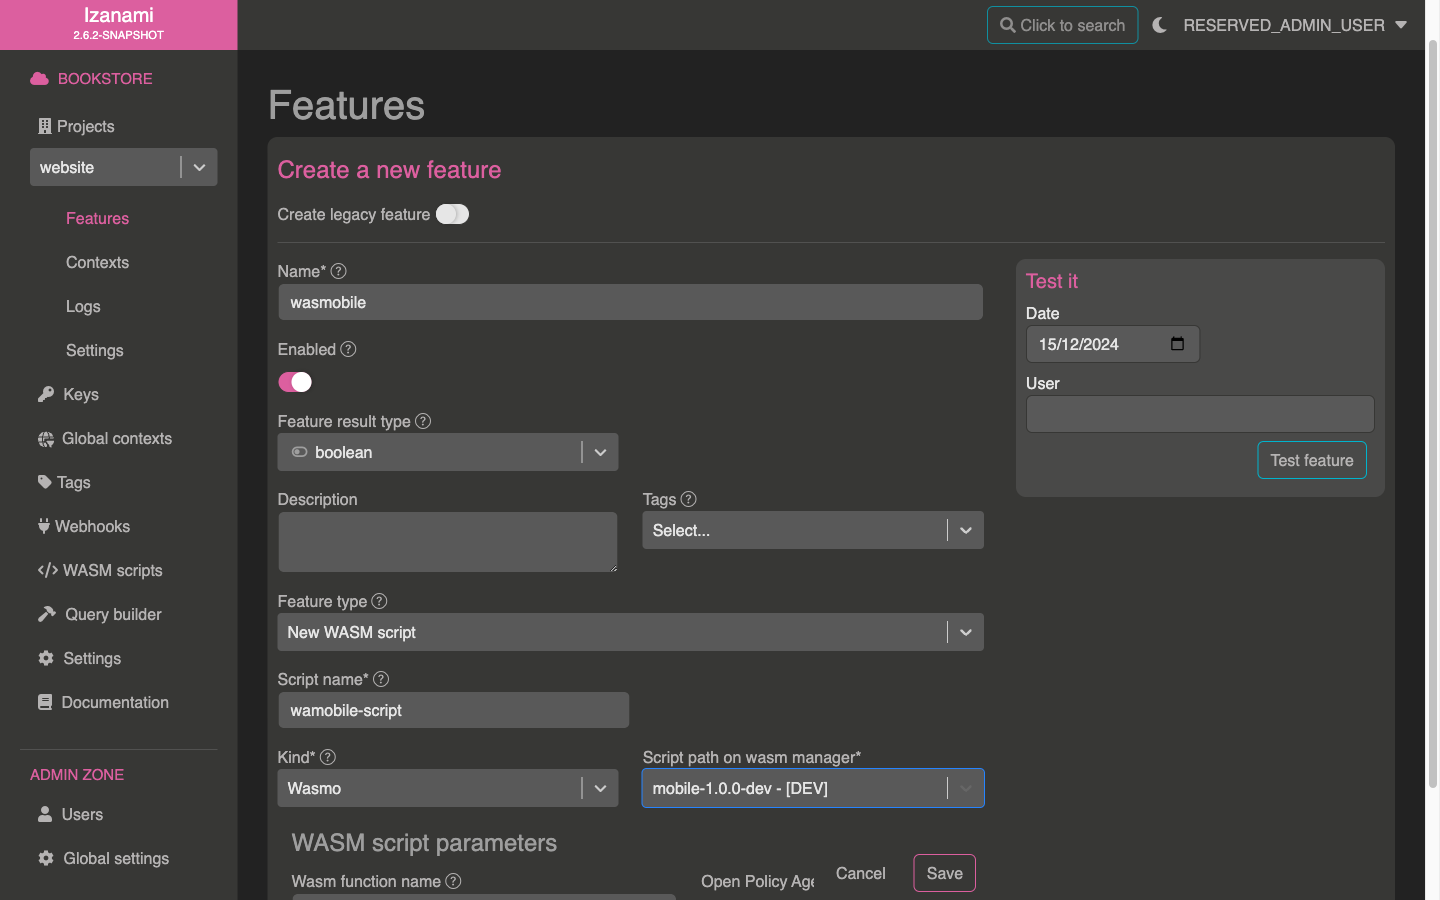 Izanami
2.6.2-SNAPSHOT
Click to search
RESERVED_ADMIN_USER
BOOKSTORE
Projects
website
Features
Contexts
Logs
Settings
Keys
Global contexts
Tags
Webhooks
WASM scripts
Query builder
Settings
Documentation
ADMIN ZONE
Users
Global settings
Features
Create a new feature
Create legacy feature
Name*
wasmobile
Enabled
Feature result type
boolean
Description
Tags
Select...
Feature type
New WASM script
Script name*
wamobile-script
Kind*
Wasmo
Script path on wasm manager*
mobile-1.0.0-dev - [DEV]
WASM script parameters
Wasm function name
Open Policy Age
Cancel
Save
Test it
Date
15/12/2024
User
Test feature